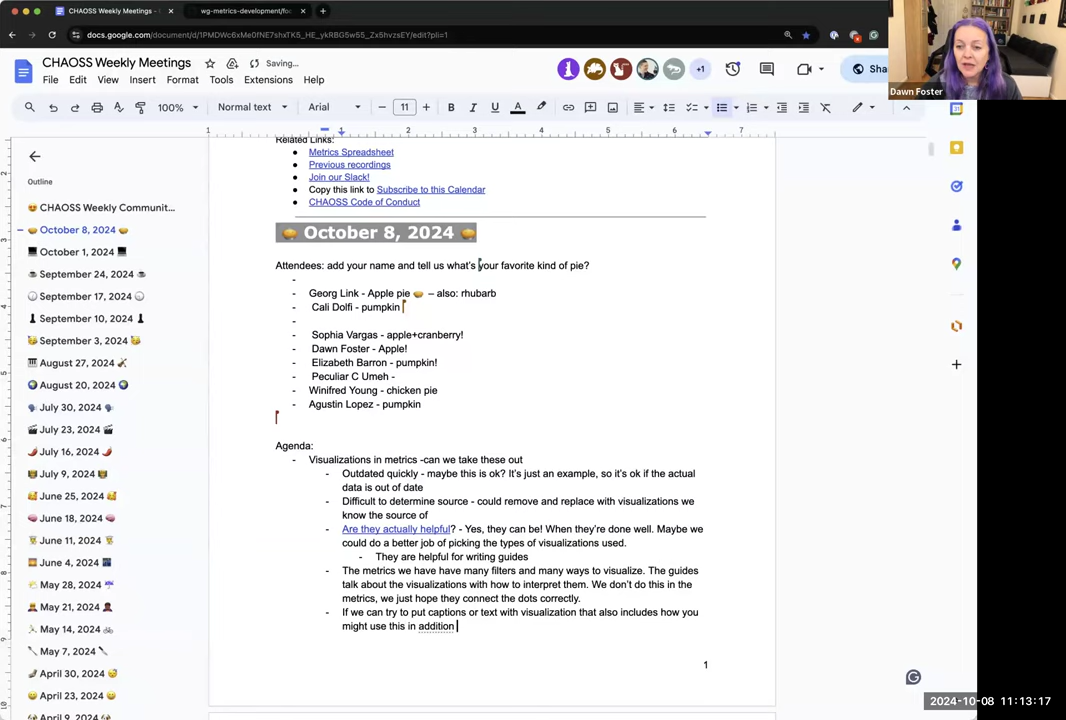 CHAOSS Weekly Meetings -
wg-metrics-development/foc
docs.google.com/document/d/1PMDWc6xMe0fNE7shxTK5_HE_ykRBG5w55_Zx5hvzsEY/edit?pli=1
CHAOSS Weekly Meetings
Saving...
File Edit View Insert Format Tools Extensions Help
+1
Sha
100%
Normal text
Arial
11
Dawn Foster
1 2 3 4 5 6 7
Outline
😍 CHAOSS Weekly Communit...
🥧 October 8, 2024 🥧
October 1, 2024
September 24, 2024
September 17, 2024
September 10, 2024
September 3, 2024
August 27, 2024
August 20, 2024
July 30, 2024
July 23, 2024
July 16, 2024
July 9, 2024
June 25, 2024
June 18, 2024
June 11, 2024
June 4, 2024
May 28, 2024
May 21, 2024
May 14, 2024
May 7, 2024
April 30, 2024
April 23, 2024
April 9, 2024
Related Links:
● Metrics Spreadsheet
● Previous recordings
● Join our Slack!
● Copy this link to Subscribe to this Calendar
● CHAOSS Code of Conduct
🥧 October 8, 2024 🥧
Attendees: add your name and tell us what's your favorite kind of pie?
-
- Georg Link - Apple pie 🥧 – also: rhubarb
- Cali Dolfi - pumpkin
-
- Sophia Vargas - apple+cranberry!
- Dawn Foster - Apple!
- Elizabeth Barron - pumpkin!
- Peculiar C Umeh -
- Winifred Young - chicken pie
- Agustin Lopez - pumpkin
Agenda:
- Visualizations in metrics -can we take these out
- Outdated quickly - maybe this is ok? It's just an example, so it's ok if the actual
data is out of date
- Difficult to determine source - could remove and replace with visualizations we
know the source of
- Are they actually helpful? - Yes, they can be! When they're done well. Maybe we
could do a better job of picking the types of visualizations used.
- They are helpful for writing guides
- The metrics we have have many filters and many ways to visualize. The guides
talk about the visualizations with how to interpret them. We don't do this in the
metrics, we just hope they connect the dots correctly.
- If we can try to put captions or text with visualization that also includes how you
might use this in addition
1
2024-10-08 11:13:17